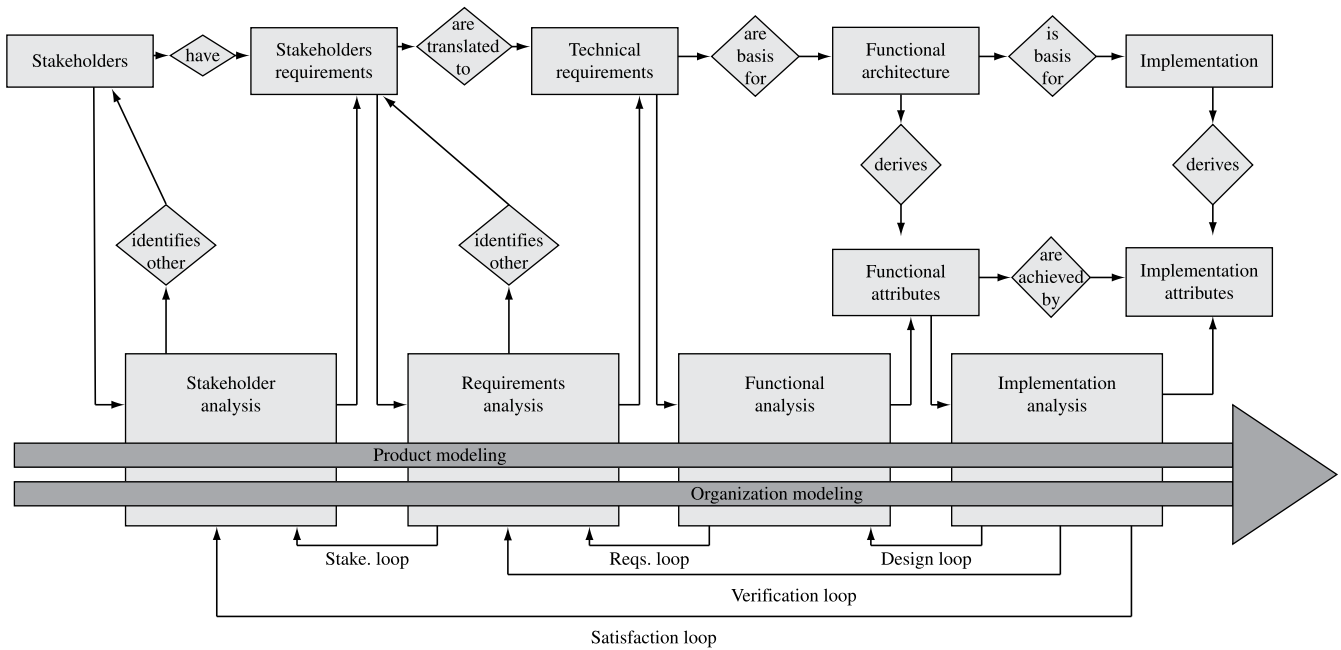 Stakeholders
have
Stakeholders
requirements
are
translated
to
Technical
requirements
are
basis
for
Functional
architecture
is
basis
for
Implementation
derives
derives
identifies
other
identifies
other
Functional
attributes
are
achieved
by
Implementation
attributes
Stakeholder
analysis
Requirements
analysis
Functional
analysis
Implementation
analysis
Product modeling
Organization modeling
Stake. loop
Reqs. loop
Design loop
Verification loop
Satisfaction loop